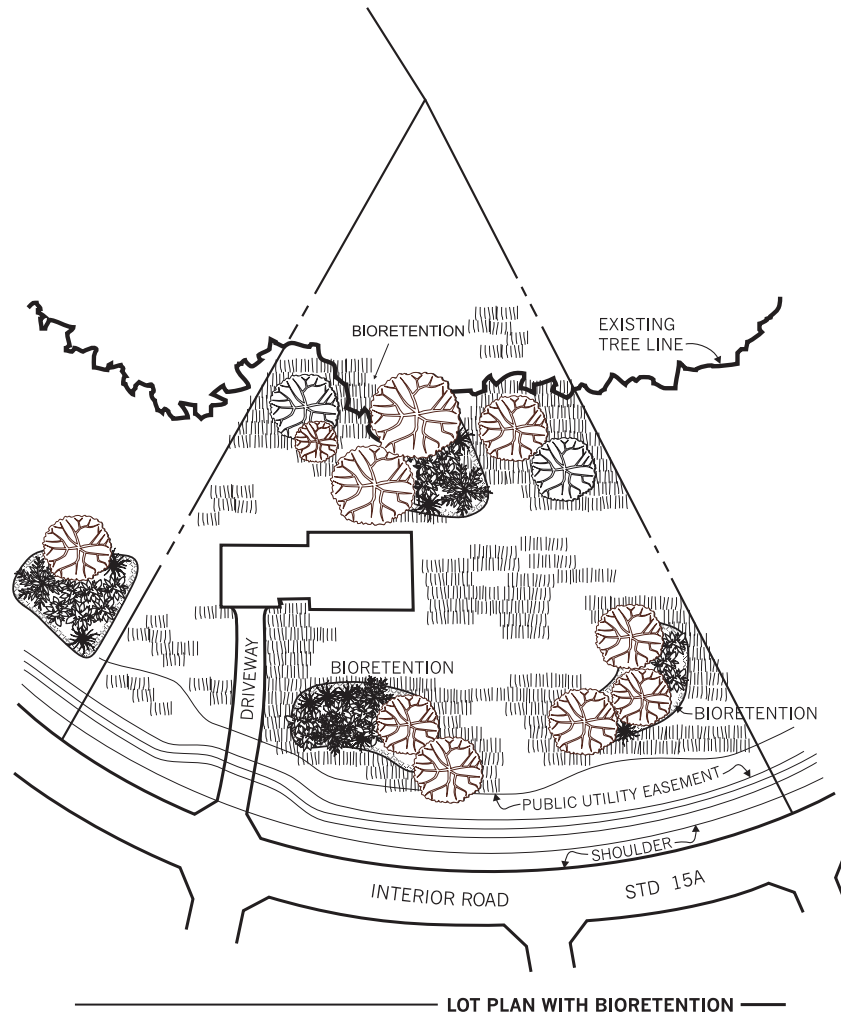 BIORETENTION
EXISTING
TREE LINE
DRIVEWAY
BIORETENTION
BIORETENTION
PUBLIC UTILITY EASEMENT
SHOULDER
INTERIOR ROAD
STD 15A
LOT PLAN WITH BIORETENTION